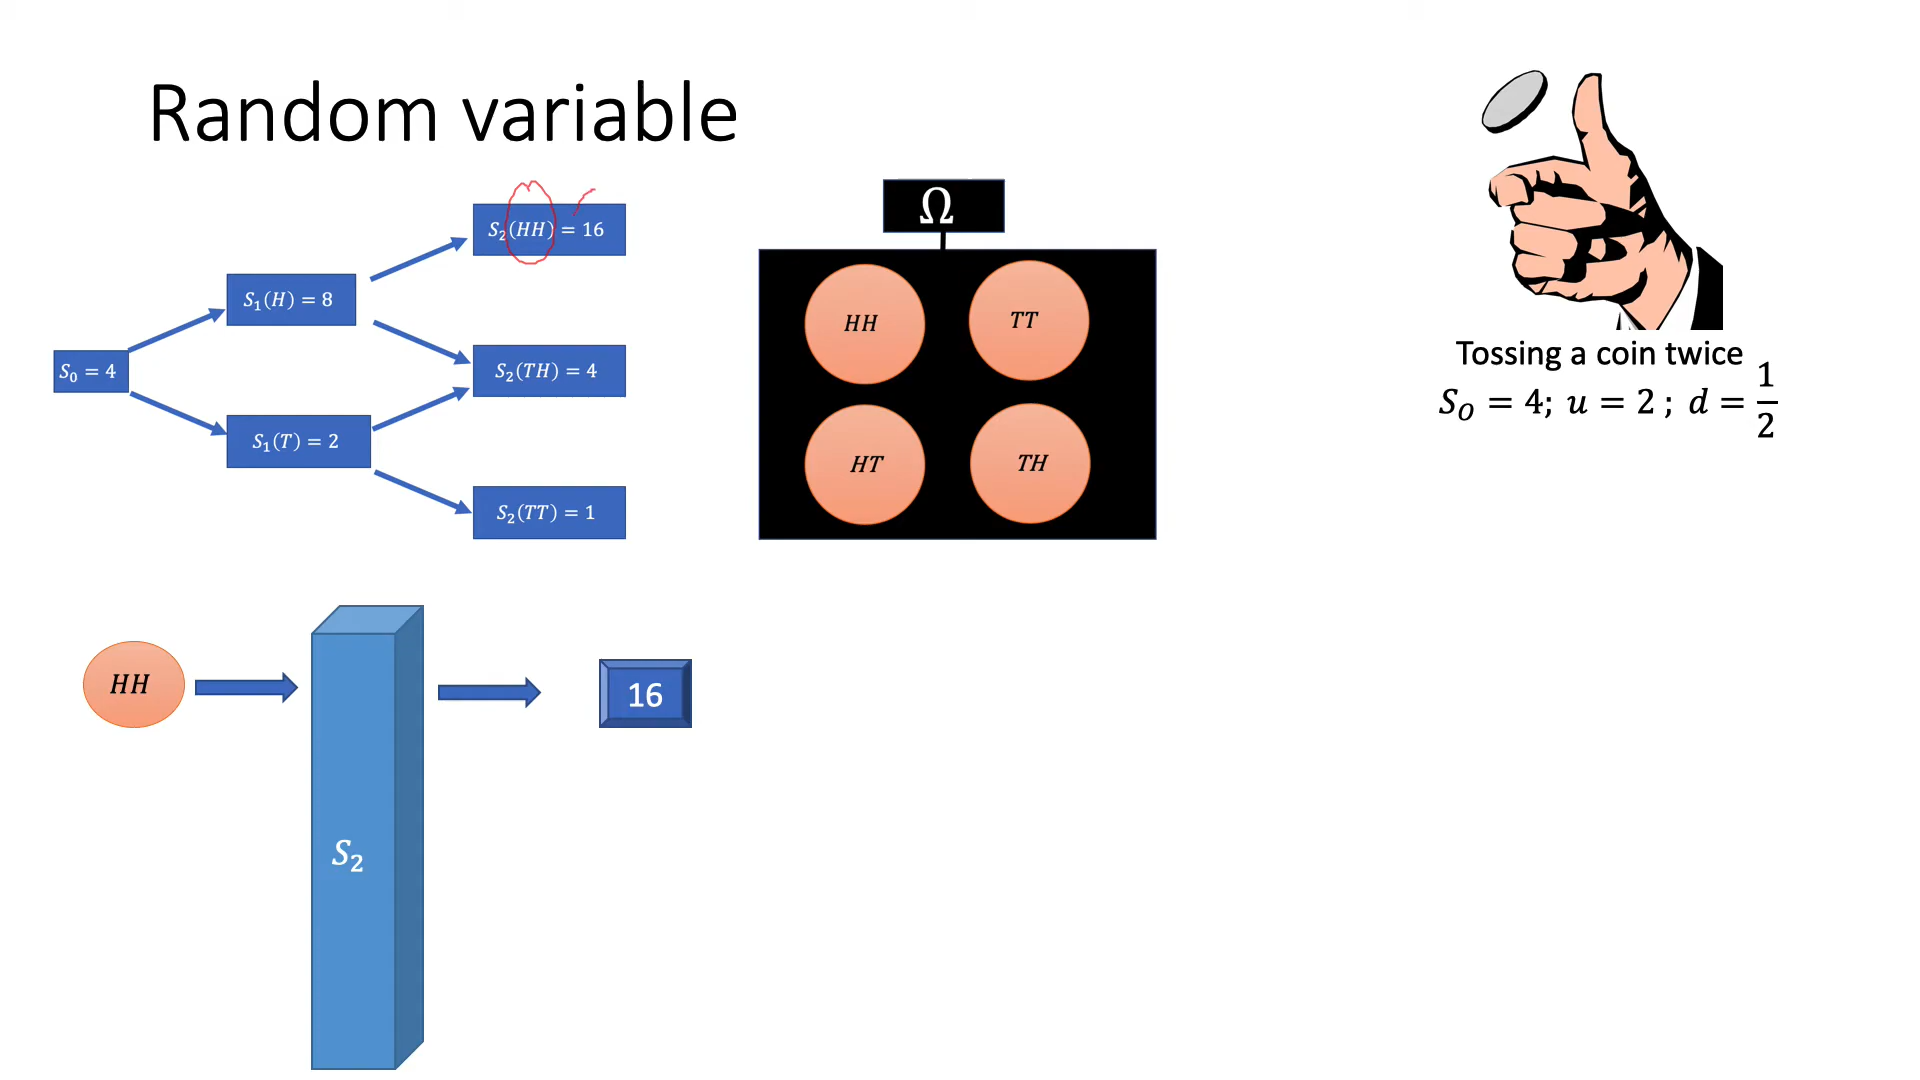 Random variable
S₂(HH) = 16
S₁(H) = 8
S₀ = 4
S₂(TH) = 4
S₁(T) = 2
S₂(TT) = 1
Ω
HH TT
HT TH
Tossing a coin twice
S_O = 4; u = 2 ; d = 1/2
HH
16
S₂